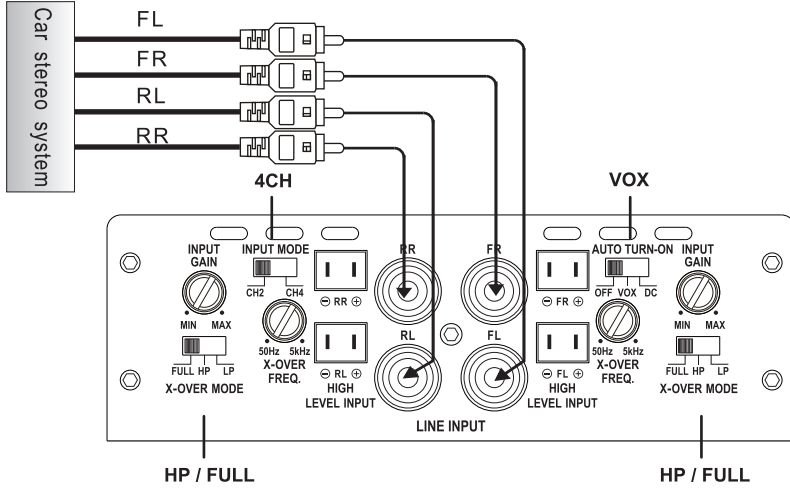 Car stereo system
FL
FR
RL
RR
4CH
VOX
INPUT GAIN
INPUT MODE
RR
FR
AUTO TURN-ON
INPUT GAIN
CH2 CH4
⊖ RR ⊕
⊖ FR ⊕
OFF VOX DC
MIN MAX
MIN MAX
50Hz 5kHz
X-OVER FREQ.
RL
FL
50Hz 5kHz
X-OVER FREQ.
FULL HP LP
X-OVER MODE
⊖ RL ⊕
HIGH
LEVEL INPUT
⊖ FL ⊕
HIGH
LEVEL INPUT
FULL HP LP
X-OVER MODE
LINE INPUT
HP / FULL
HP / FULL